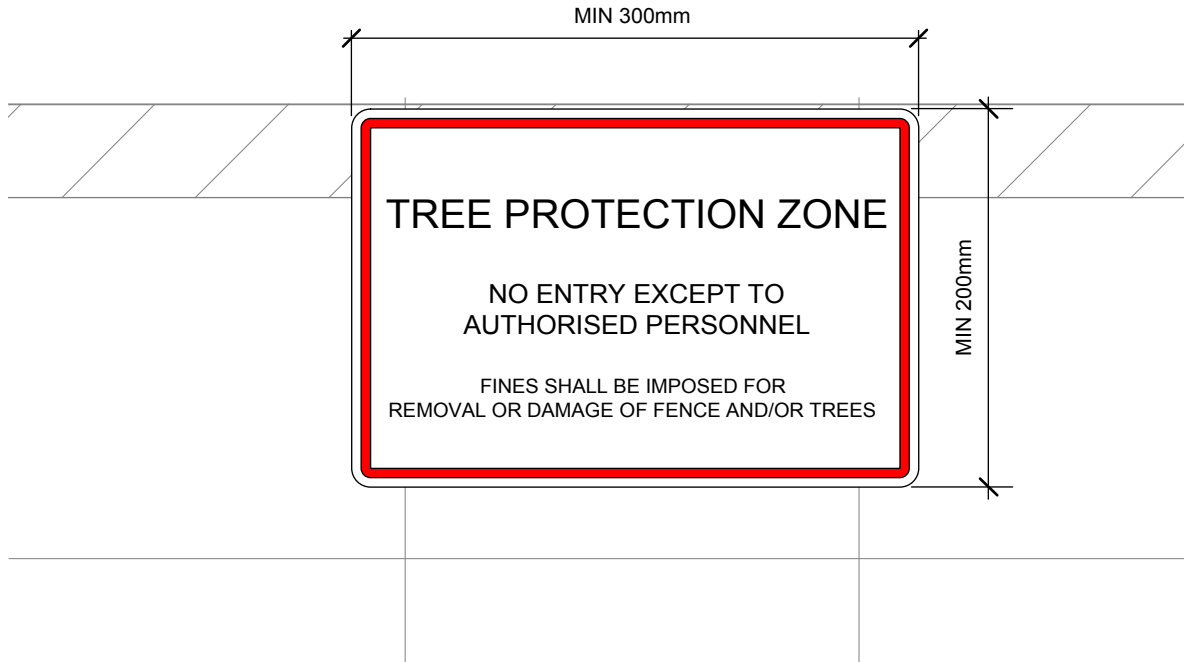 MIN 300mm
TREE PROTECTION ZONE
NO ENTRY EXCEPT TO
AUTHORISED PERSONNEL
FINES SHALL BE IMPOSED FOR
REMOVAL OR DAMAGE OF FENCE AND/OR TREES
MIN 200mm